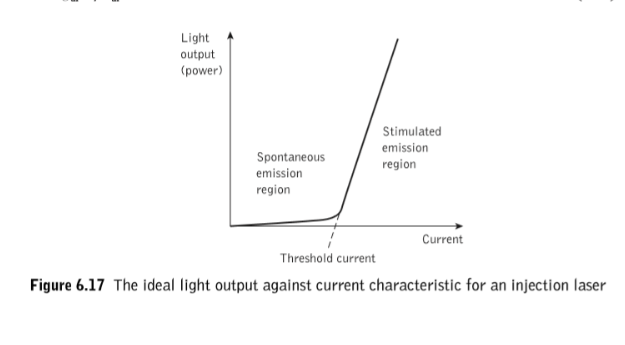 Light
output
(power)
Stimulated
emission
region
Spontaneous
emission
region
Current
Threshold current
Figure 6.17 The ideal light output against current characteristic for an injection laser